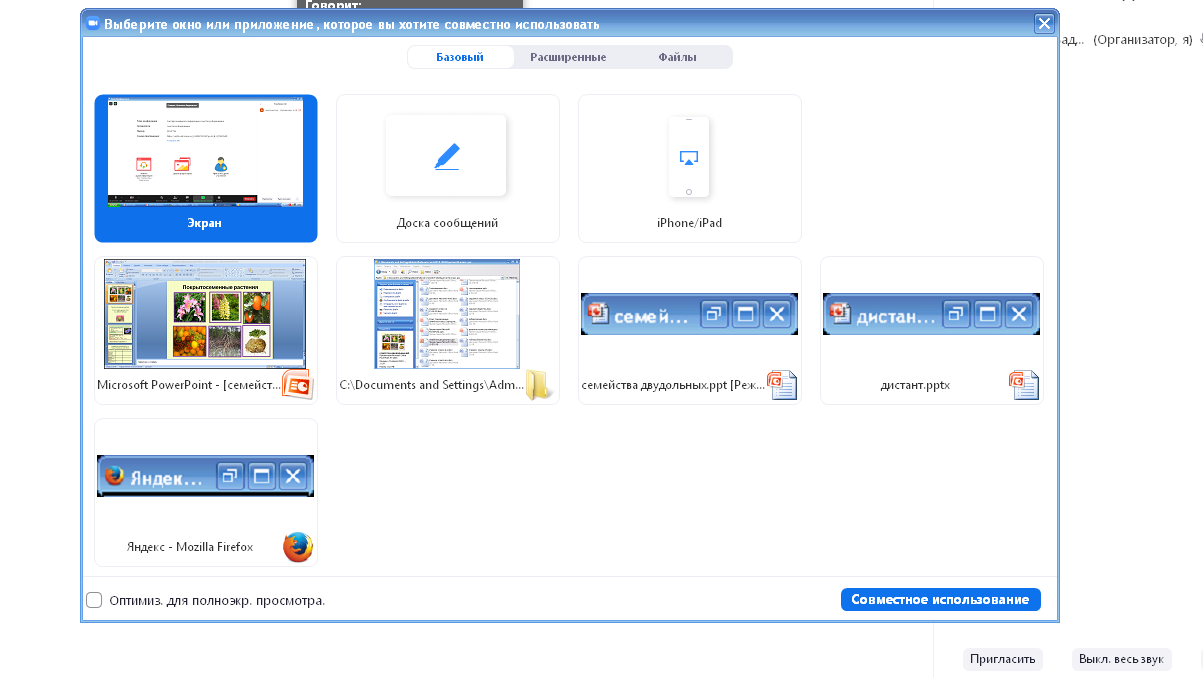 Говорит:
Выберите окно или приложение, которое вы хотите совместно использовать
ад... (Организатор, я)
Базовый
Расширенные
Файлы
Экран
Доска сообщений
iPhone/iPad
Покрытосеменные растения
Microsoft PowerPoint - [семейст...
C:\Documents and Settings\Adm...
семей...
семейства двудольных.ppt [Реж...
дистан...
дистант.pptx
Яндек...
Яндекс - Mozilla Firefox
Оптимиз. для полноэкр. просмотра.
Совместное использование
Пригласить
Выкл. весь звук